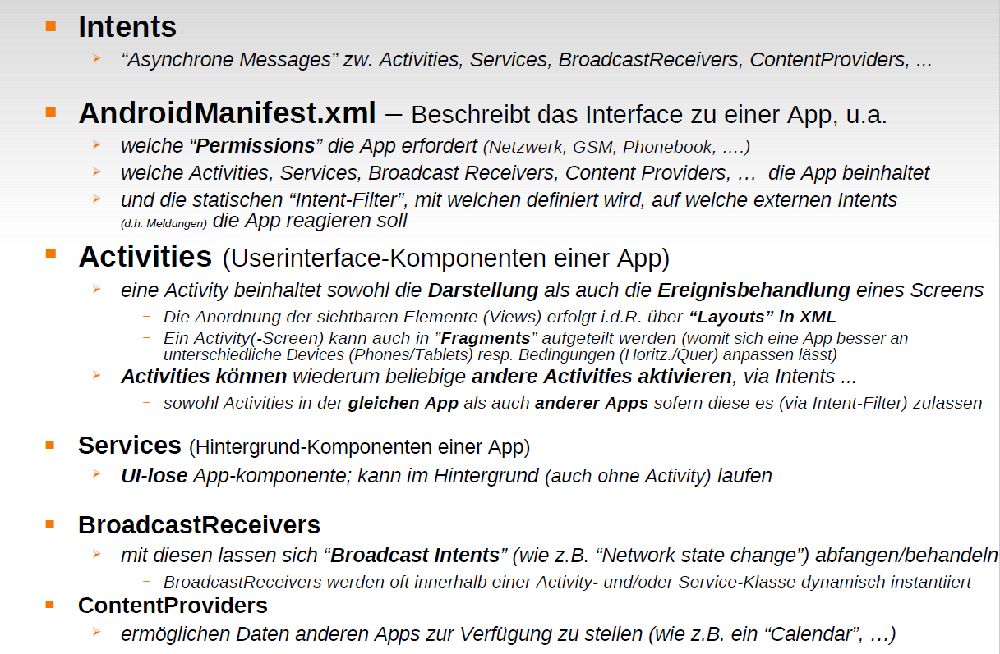 Intents
“Asynchrone Messages” zw. Activities, Services, BroadcastReceivers, ContentProviders, ...
AndroidManifest.xml – Beschreibt das Interface zu einer App, u.a.
welche “Permissions” die App erfordert (Netzwerk, GSM, Phonebook, ….)
welche Activities, Services, Broadcast Receivers, Content Providers, … die App beinhaltet
und die statischen “Intent-Filter”, mit welchen definiert wird, auf welche externen Intents
(d.h. Meldungen) die App reagieren soll
Activities (Userinterface-Komponenten einer App)
eine Activity beinhaltet sowohl die Darstellung als auch die Ereignisbehandlung eines Screens
– Die Anordnung der sichtbaren Elemente (Views) erfolgt i.d.R. über “Layouts” in XML
– Ein Activity(-Screen) kann auch in ”Fragments” aufgeteilt werden (womit sich eine App besser an
unterschiedliche Devices (Phones/Tablets) resp. Bedingungen (Horitz./Quer) anpassen lässt)
Activities können wiederum beliebige andere Activities aktivieren, via Intents ...
– sowohl Activities in der gleichen App als auch anderer Apps sofern diese es (via Intent-Filter) zulassen
Services (Hintergrund-Komponenten einer App)
UI-lose App-komponente; kann im Hintergrund (auch ohne Activity) laufen
BroadcastReceivers
mit diesen lassen sich “Broadcast Intents” (wie z.B. “Network state change”) abfangen/behandeln
– BroadcastReceivers werden oft innerhalb einer Activity- und/oder Service-Klasse dynamisch instantiiert
ContentProviders
ermöglichen Daten anderen Apps zur Verfügung zu stellen (wie z.B. ein “Calendar”, …)